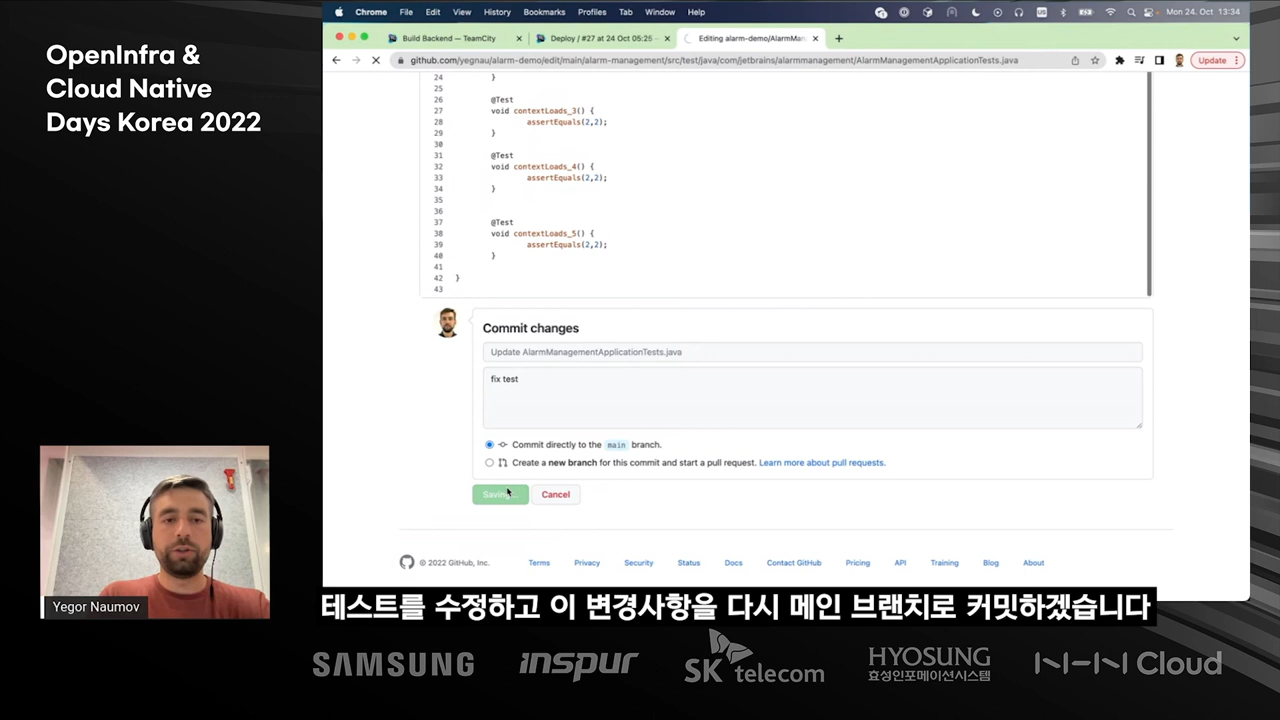 OpenInfra &
Cloud Native
Days Korea 2022
Chrome File Edit View History Bookmarks Profiles Tab Window Help
Mon 24. Oct 13:34
Build Backend — TeamCity
Deploy / #27 at 24 Oct 05:25 –
Editing alarm-demo/AlarmMan
github.com/yegnau/alarm-demo/edit/main/alarm-management/src/test/java/com/jetbrains/alarmmanagement/AlarmManagementApplicationTests.java
Update
24 }
25
26 @Test
27 void contextLoads_3() {
28 assertEquals(2,2);
29 }
30
31 @Test
32 void contextLoads_4() {
33 assertEquals(2,2);
34 }
35
36
37 @Test
38 void contextLoads_5() {
39 assertEquals(2,2);
40 }
41
42 }
43
Commit changes
Update AlarmManagementApplicationTests.java
fix test
Commit directly to the main branch.
Create a new branch for this commit and start a pull request. Learn more about pull requests.
Saving...
Cancel
© 2022 GitHub, Inc. Terms Privacy Security Status Docs Contact GitHub Pricing API Training Blog About
Yegor Naumov
테스트를 수정하고 이 변경사항을 다시 메인 브랜치로 커밋하겠습니다
SAMSUNG
inspur
SK telecom
HYOSUNG
효성인포메이션시스템
NHN Cloud